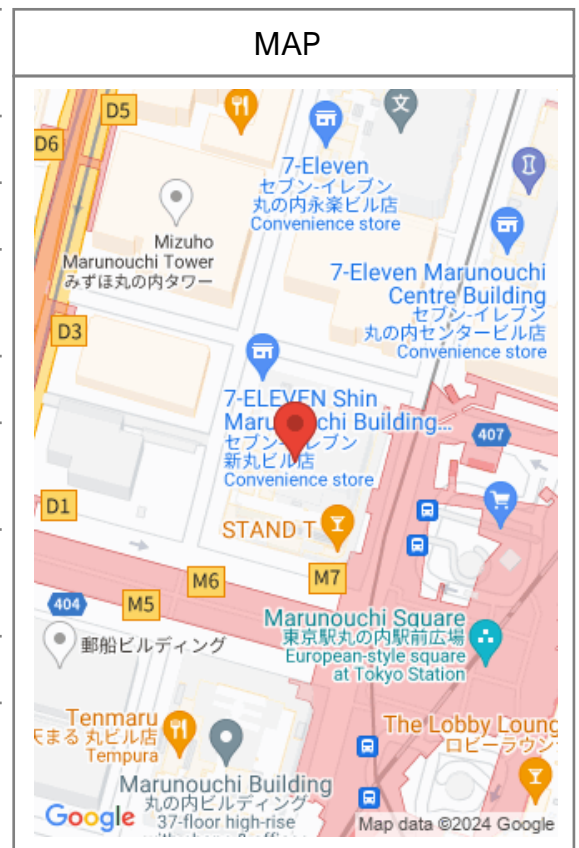 MAP
D5
文
D6
7-Eleven
セブン-イレブン
丸の内永楽ビル店
Convenience store
Mizuho
Marunouchi Tower
みずほ丸の内タワー
7-Eleven Marunouchi
Centre Building
セブン-イレブン
丸の内センタービル店
Convenience store
D3
7-ELEVEN Shin
Maru chi Building...
セブン- レブン
新丸ビル店
Convenience store
407
D1
STAND T
M6
M7
404
M5
Marunouchi Square
東京駅丸の内駅前広場
European-style square
at Tokyo Station
郵船ビルディング
Tenmaru
天まる 丸ビル店
Tempura
The Lobby Loung
ロビーラウン
Marunouchi Building
丸の内ビルディング
37-floor high-rise
Google
Map data ©2024 Google